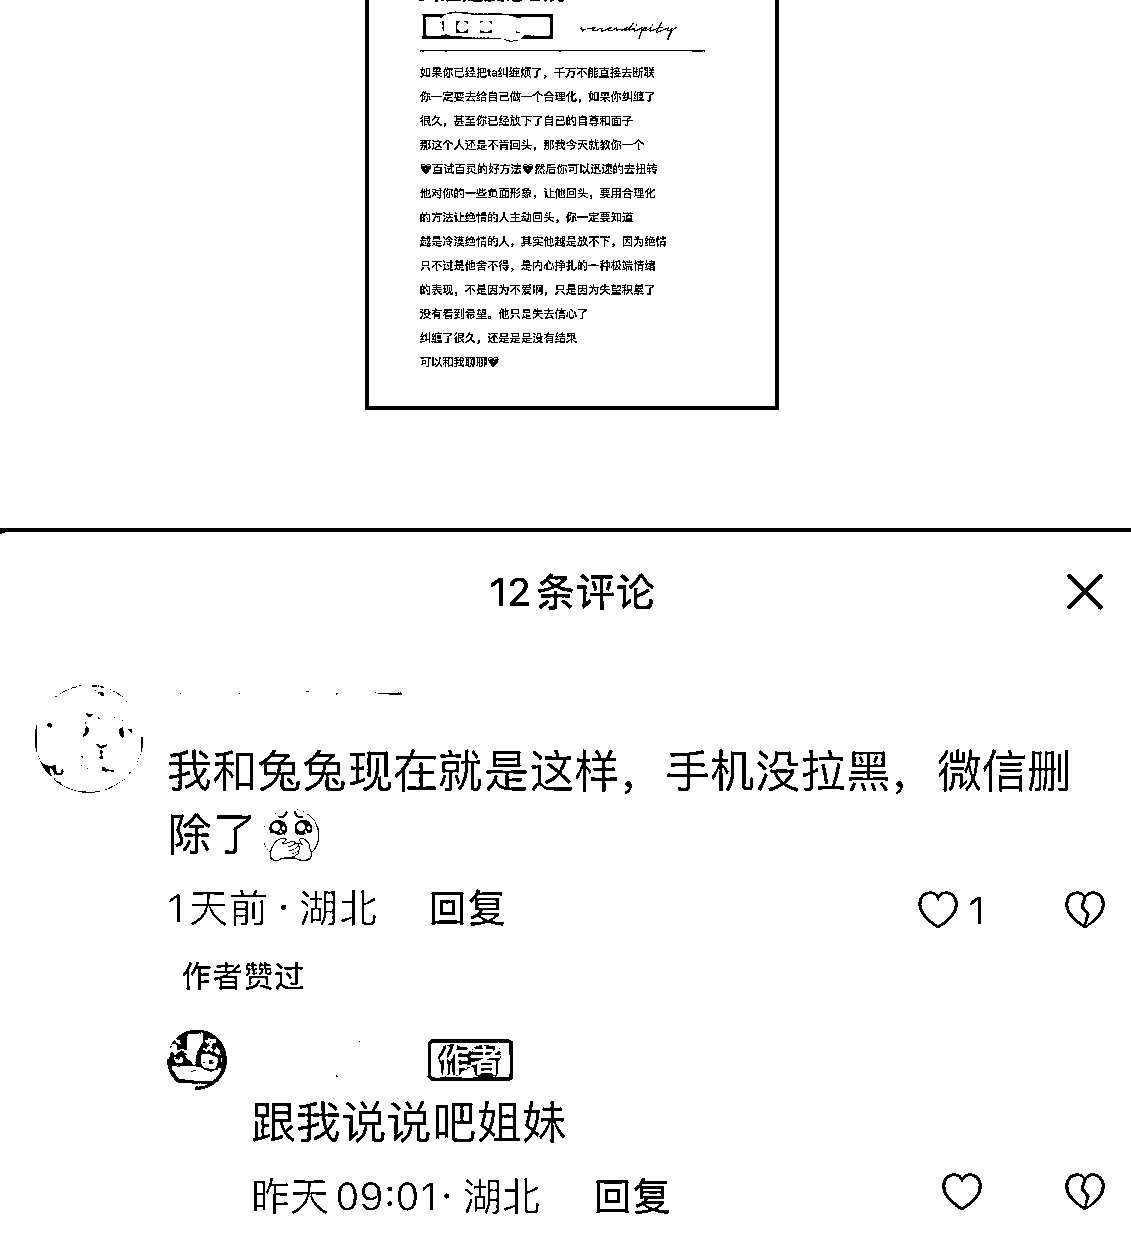 serendipity
如果你已经把ta纠缠烦了，千万不能直接去断联
你一定要去给自己做一个合理化，如果你纠缠了
很久，甚至你已经放下了自己的自尊和面子
那这个人还是不肯回头，那我今天就教你一个
🖤百试百灵的好方法🖤然后你可以迅速的去扭转
他对你的一些负面形象，让他回头，要用合理化
的方法让绝情的人主动回头，你一定要知道
越是冷漠绝情的人，其实他越是放不下，因为绝情
只不过是他舍不得，是内心挣扎的一种极端情绪
的表现，不是因为不爱啊，只是因为失望积累了
没有看到希望。他只是失去信心了
纠缠了很久，还是是是没有结果
可以和我聊聊🖤
12条评论
我和兔兔现在就是这样，手机没拉黑，微信删
除了🥹
1天前·湖北 回复 1
作者赞过
作者
跟我说说吧姐妹
昨天09:01·湖北 回复